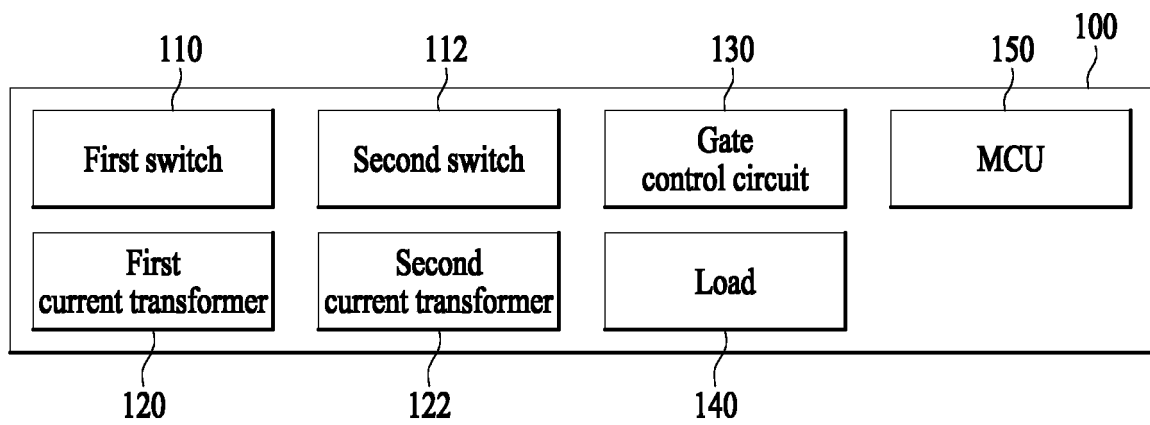 100
110
112
130
150
First switch
Second switch
Gate
control circuit
MCU
First
current transformer
Second
current transformer
Load
120
122
140